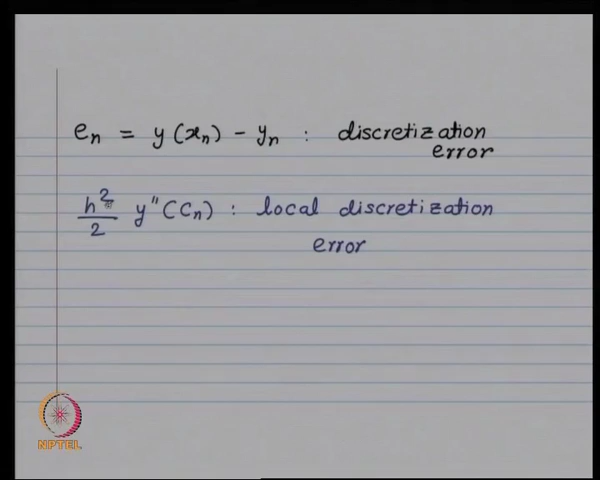 en = y(xn) - yn : discretization
error
h²/2 y"(cn) : local discretization
error
NPTEL